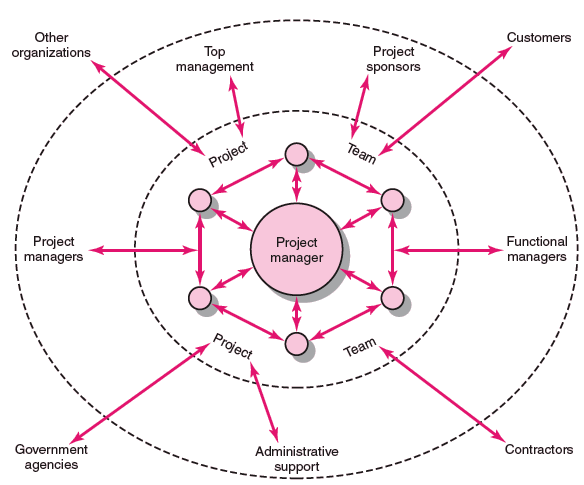 Other
organizations
Top
management
Project
sponsors
Customers
Project
Team
Project
managers
Project
manager
Functional
managers
Project
Team
Government
agencies
Administrative
support
Contractors